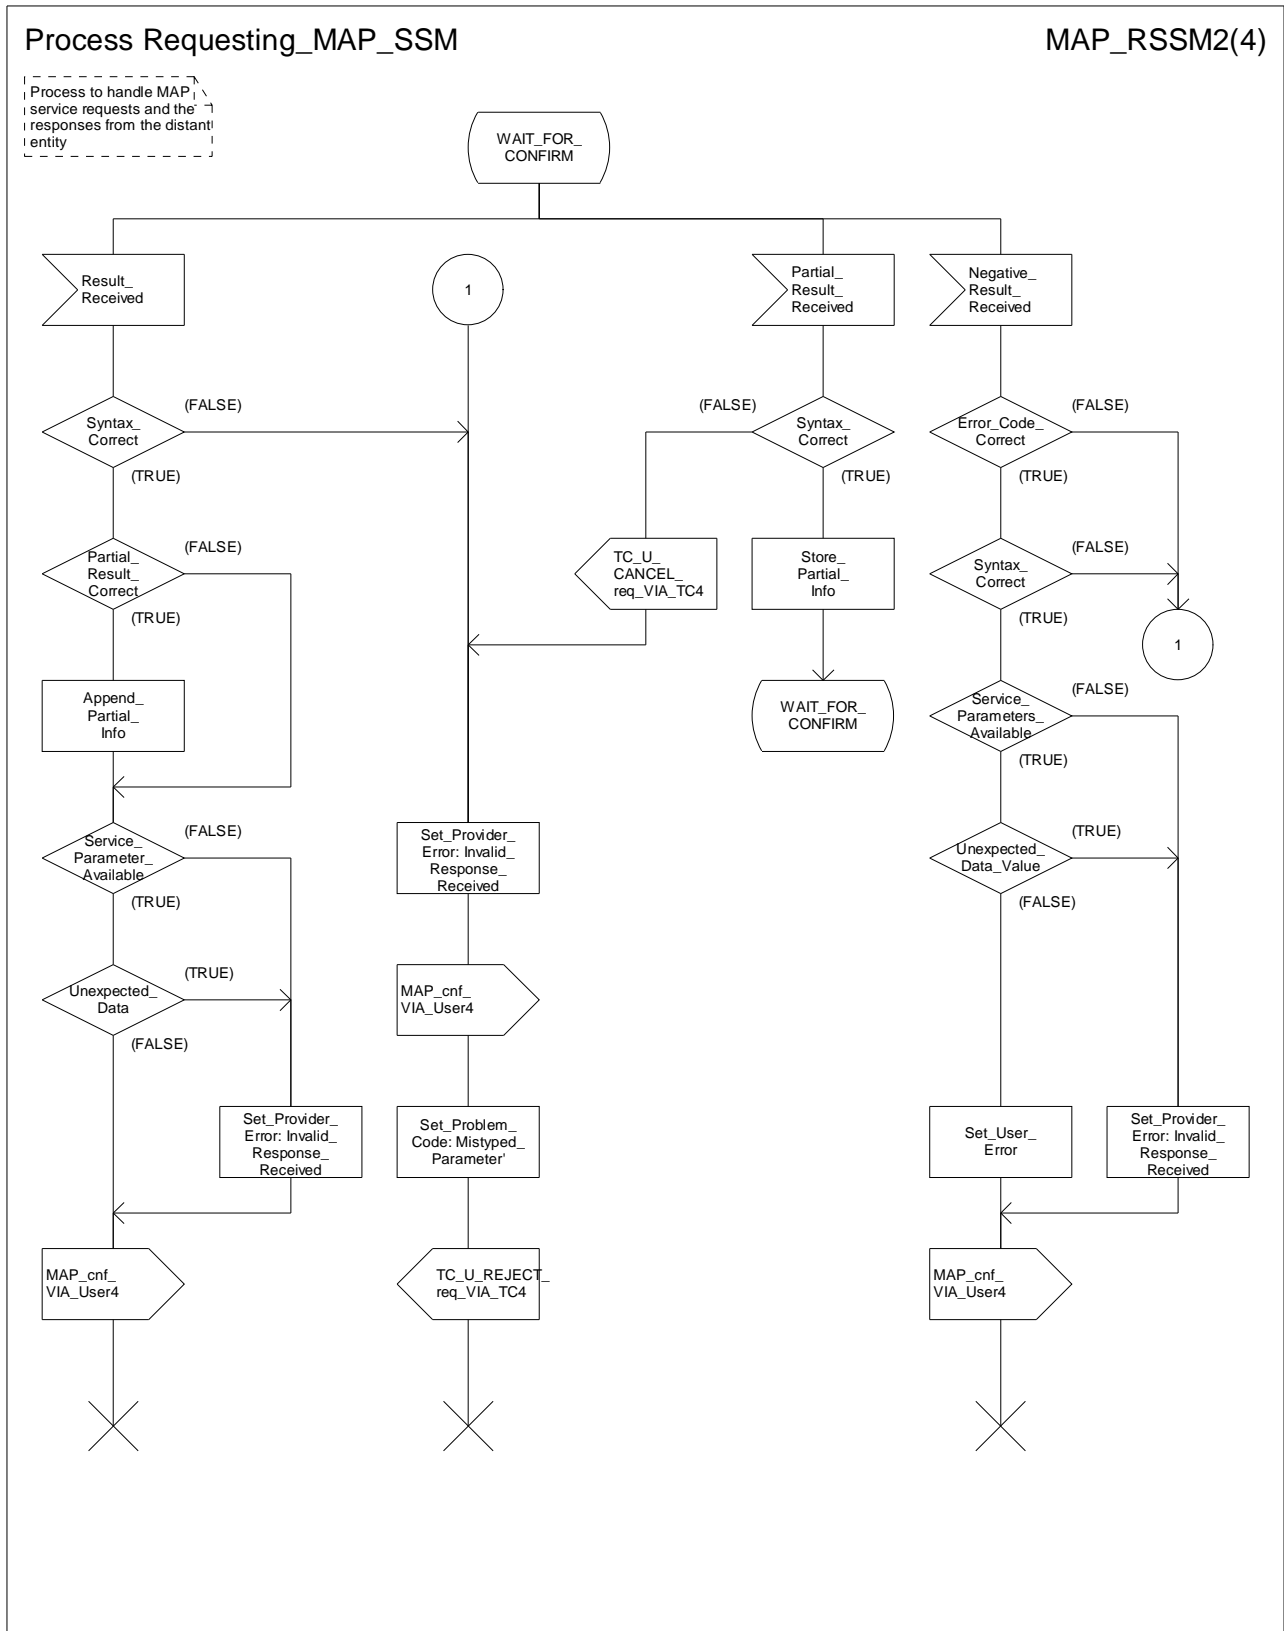 Process Requesting_MAP_SSM
MAP_RSSM2(4)
Process to handle MAP
service requests and the
responses from the distant
entity
WAIT_FOR_
CONFIRM
Result_
Received
1
Partial_
Result_
Received
Negative_
Result_
Received
Syntax_
Correct
(FALSE)
(TRUE)
(FALSE)
Syntax_
Correct
(TRUE)
Error_Code_
Correct
(FALSE)
(TRUE)
Partial_
Result_
Correct
(FALSE)
(TRUE)
TC_U_
CANCEL_
req_VIA_TC4
Store_
Partial_
Info
Syntax_
Correct
(FALSE)
(TRUE)
1
Append_
Partial_
Info
WAIT_FOR_
CONFIRM
Service_
Parameters_
Available
(FALSE)
(TRUE)
Service_
Parameter_
Available
(FALSE)
(TRUE)
Set_Provider_
Error: Invalid_
Response_
Received
Unexpected_
Data_Value
(TRUE)
(FALSE)
Unexpected_
Data
(TRUE)
(FALSE)
MAP_cnf_
VIA_User4
Set_Provider_
Error: Invalid_
Response_
Received
Set_Problem_
Code: Mistyped_
Parameter'
Set_User_
Error
Set_Provider_
Error: Invalid_
Response_
Received
MAP_cnf_
VIA_User4
TC_U_REJECT_
req_VIA_TC4
MAP_cnf_
VIA_User4